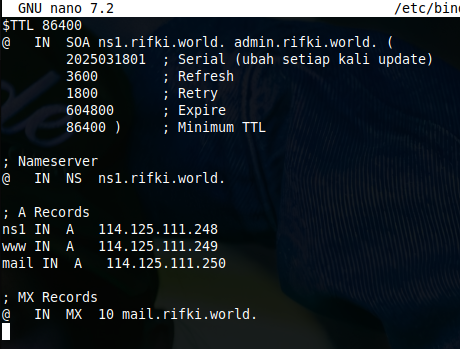 GNU nano 7.2 /etc/bin
$TTL 86400
@ IN SOA ns1.rifki.world. admin.rifki.world. (
2025031801 ; Serial (ubah setiap kali update)
3600 ; Refresh
1800 ; Retry
604800 ; Expire
86400 ) ; Minimum TTL
; Nameserver
@ IN NS ns1.rifki.world.
; A Records
ns1 IN A 114.125.111.248
www IN A 114.125.111.249
mail IN A 114.125.111.250
; MX Records
@ IN MX 10 mail.rifki.world.